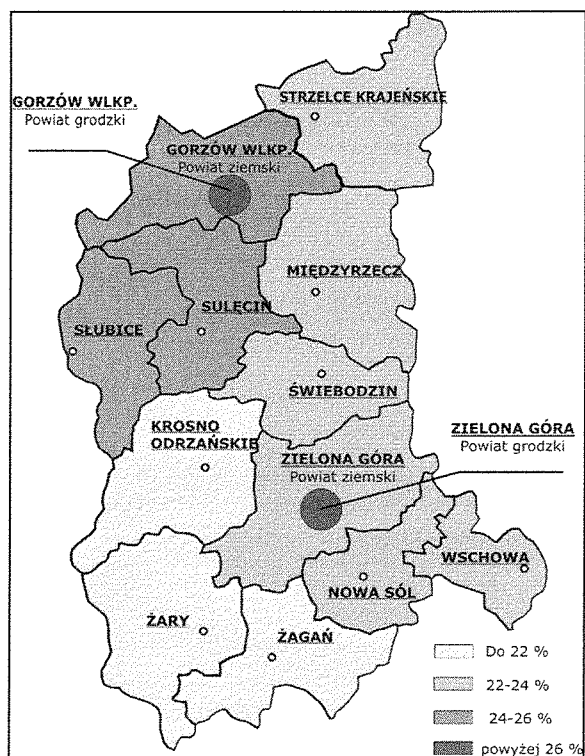 STRZELCE KRAJEŃSKIE
GORZÓW WLKP.
Powiat grodzki
GORZÓW WLKP.
Powiat ziemski
MIĘDZYRZECZ
SULĘCIN
SŁUBICE
ŚWIEBODZIN
KROSNO
ODRZAŃSKIE
ZIELONA GÓRA
Powiat grodzki
ZIELONA GÓRA
Powiat ziemski
WSCHOWA
NOWA SÓL
ŻARY
ŻAGAŃ
Do 22 %
22-24 %
24-26 %
powyżej 26 %